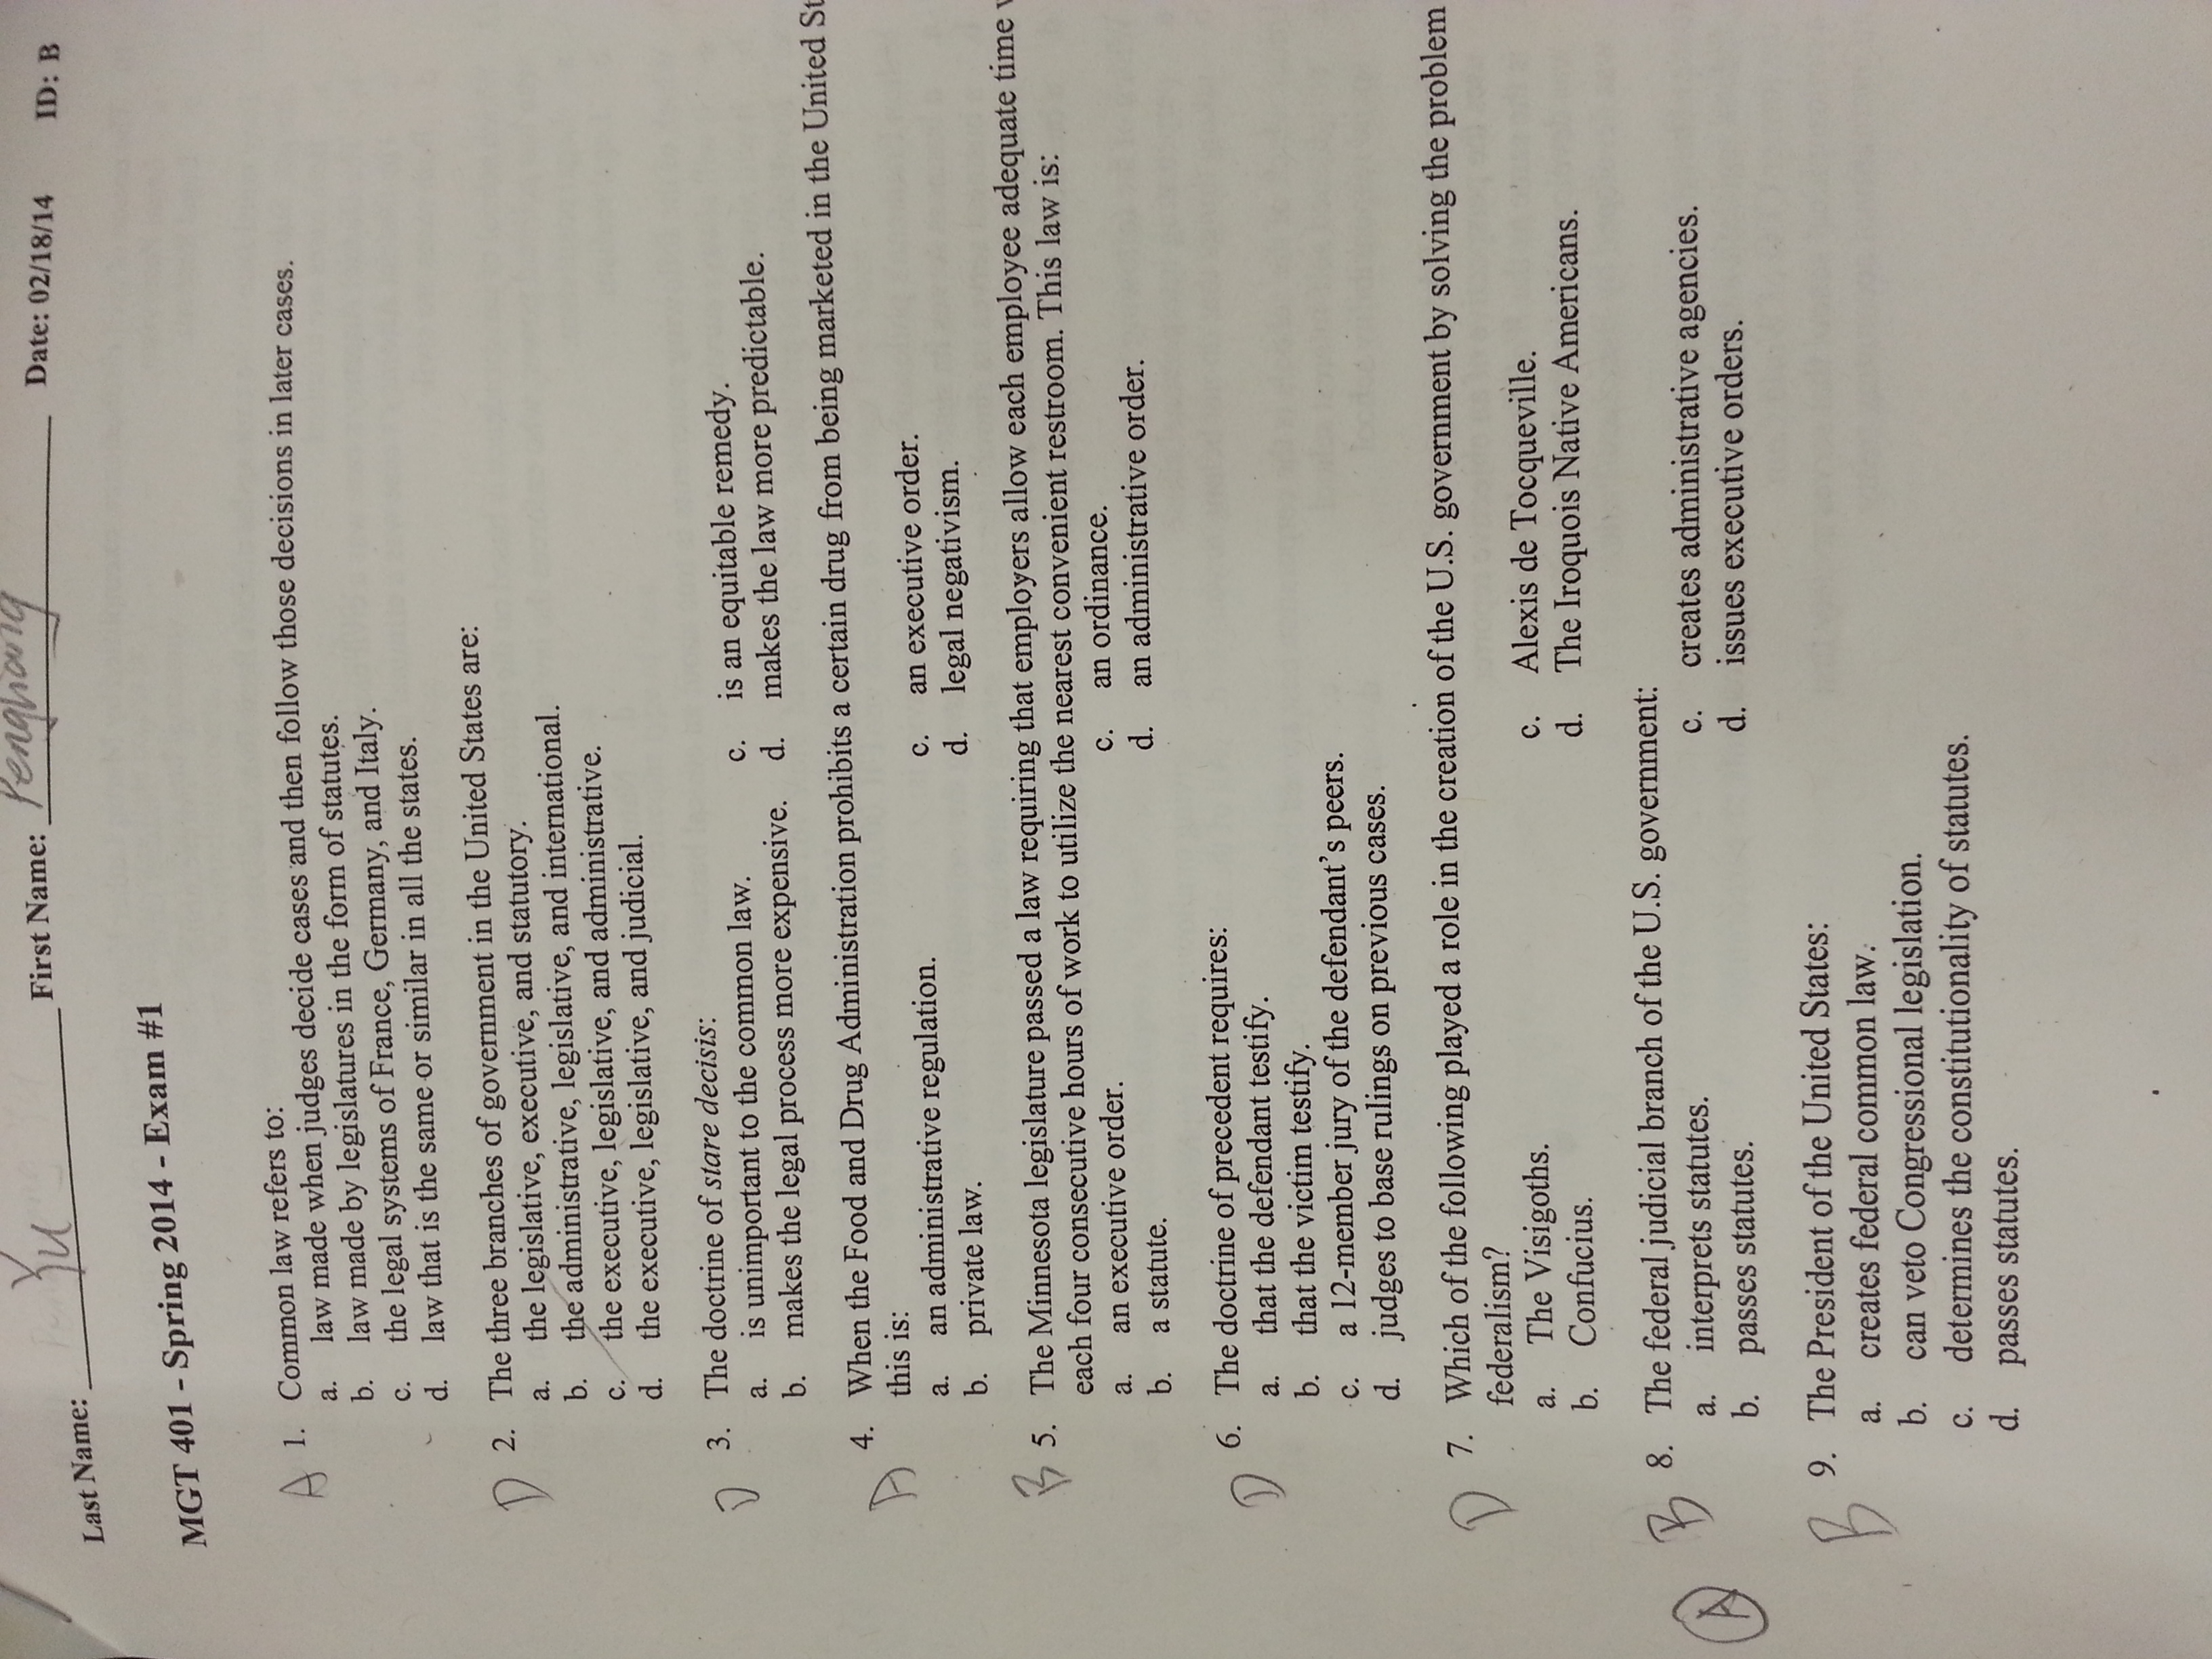 Last Name: Yu First Name: Penghang Date: 02/18/14 ID: B
MGT 401 - Spring 2014 - Exam #1
A 1. Common law refers to:
a. law made when judges decide cases and then follow those decisions in later cases.
b. law made by legislatures in the form of statutes.
c. the legal systems of France, Germany, and Italy.
d. law that is the same or similar in all the states.
D 2. The three branches of government in the United States are:
a. the legislative, executive, and statutory.
b. the administrative, legislative, and international.
c. the executive, legislative, and administrative.
d. the executive, legislative, and judicial.
D 3. The doctrine of stare decisis:
a. is unimportant to the common law. c. is an equitable remedy.
b. makes the legal process more expensive. d. makes the law more predictable.
A 4. When the Food and Drug Administration prohibits a certain drug from being marketed in the United St
this is:
a. an administrative regulation. c. an executive order.
b. private law. d. legal negativism.
B 5. The Minnesota legislature passed a law requiring that employers allow each employee adequate time
each four consecutive hours of work to utilize the nearest convenient restroom. This law is:
a. an executive order. c. an ordinance.
b. a statute. d. an administrative order.
D 6. The doctrine of precedent requires:
a. that the defendant testify.
b. that the victim testify.
c. a 12-member jury of the defendant's peers.
d. judges to base rulings on previous cases.
D 7. Which of the following played a role in the creation of the U.S. government by solving the problem
federalism?
a. The Visigoths. c. Alexis de Tocqueville.
b. Confucius. d. The Iroquois Native Americans.
A B 8. The federal judicial branch of the U.S. government:
a. interprets statutes. c. creates administrative agencies.
b. passes statutes. d. issues executive orders.
B 9. The President of the United States:
a. creates federal common law.
b. can veto Congressional legislation.
c. determines the constitutionality of statutes.
d. passes statutes.